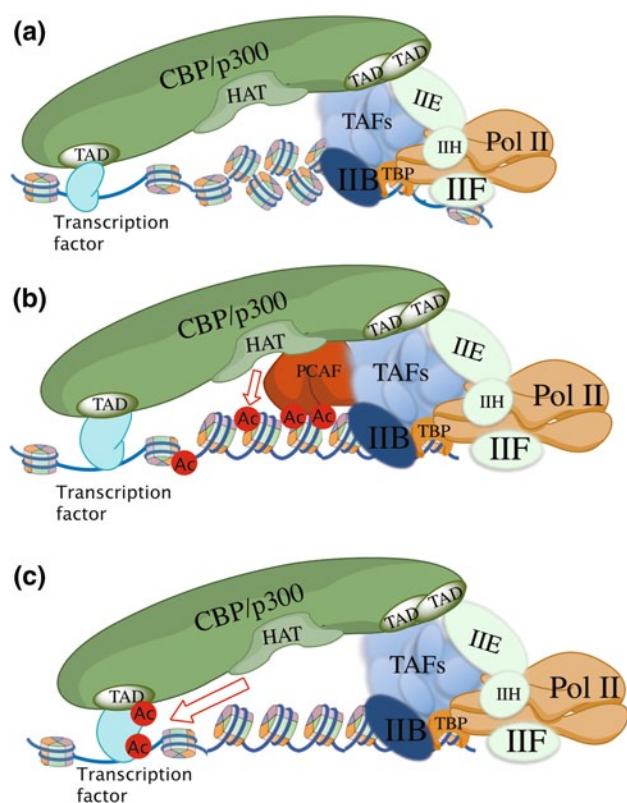 (a)
CBP/p300
HAT
TAD
TAD
TAD
TAFs
IIE
IIH
Pol II
IIB
TBP
IIF
Transcription
factor
(b)
CBP/p300
HAT
TAD
TAD
TAD
PCAF
TAFs
IIE
IIH
Pol II
Ac
Ac
Ac
Ac
IIB
TBP
IIF
Transcription
factor
(c)
CBP/p300
HAT
TAD
TAD
TAD
Ac
Ac
TAFs
IIE
IIH
Pol II
IIB
TBP
IIF
Transcription
factor